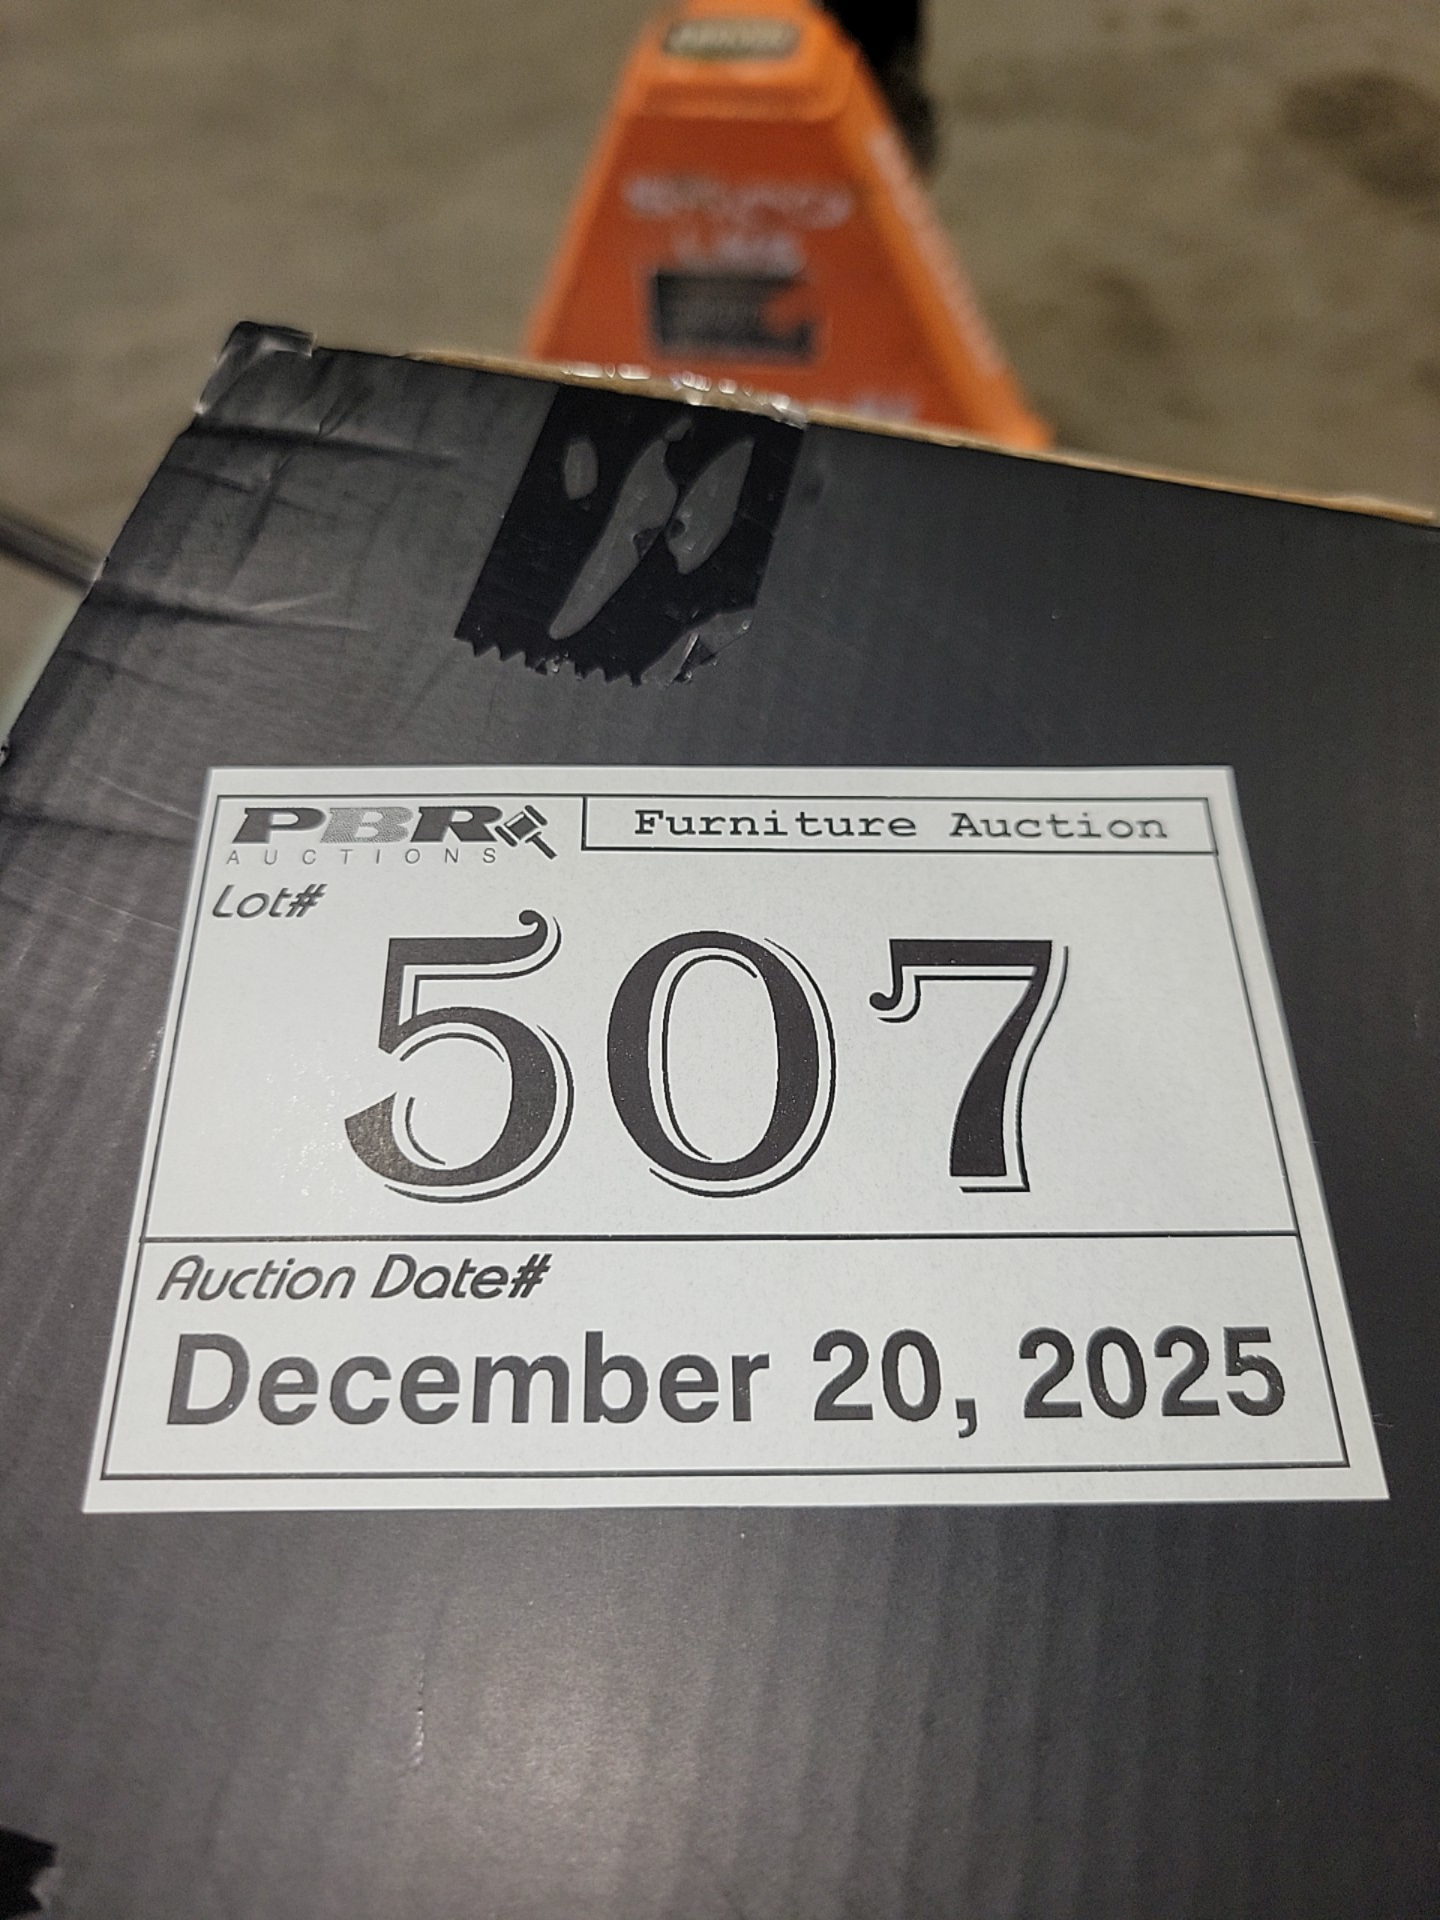 PBR
AUCTIONS
Furniture Auction
Lot#
507
Auction Date#
December 20, 2025